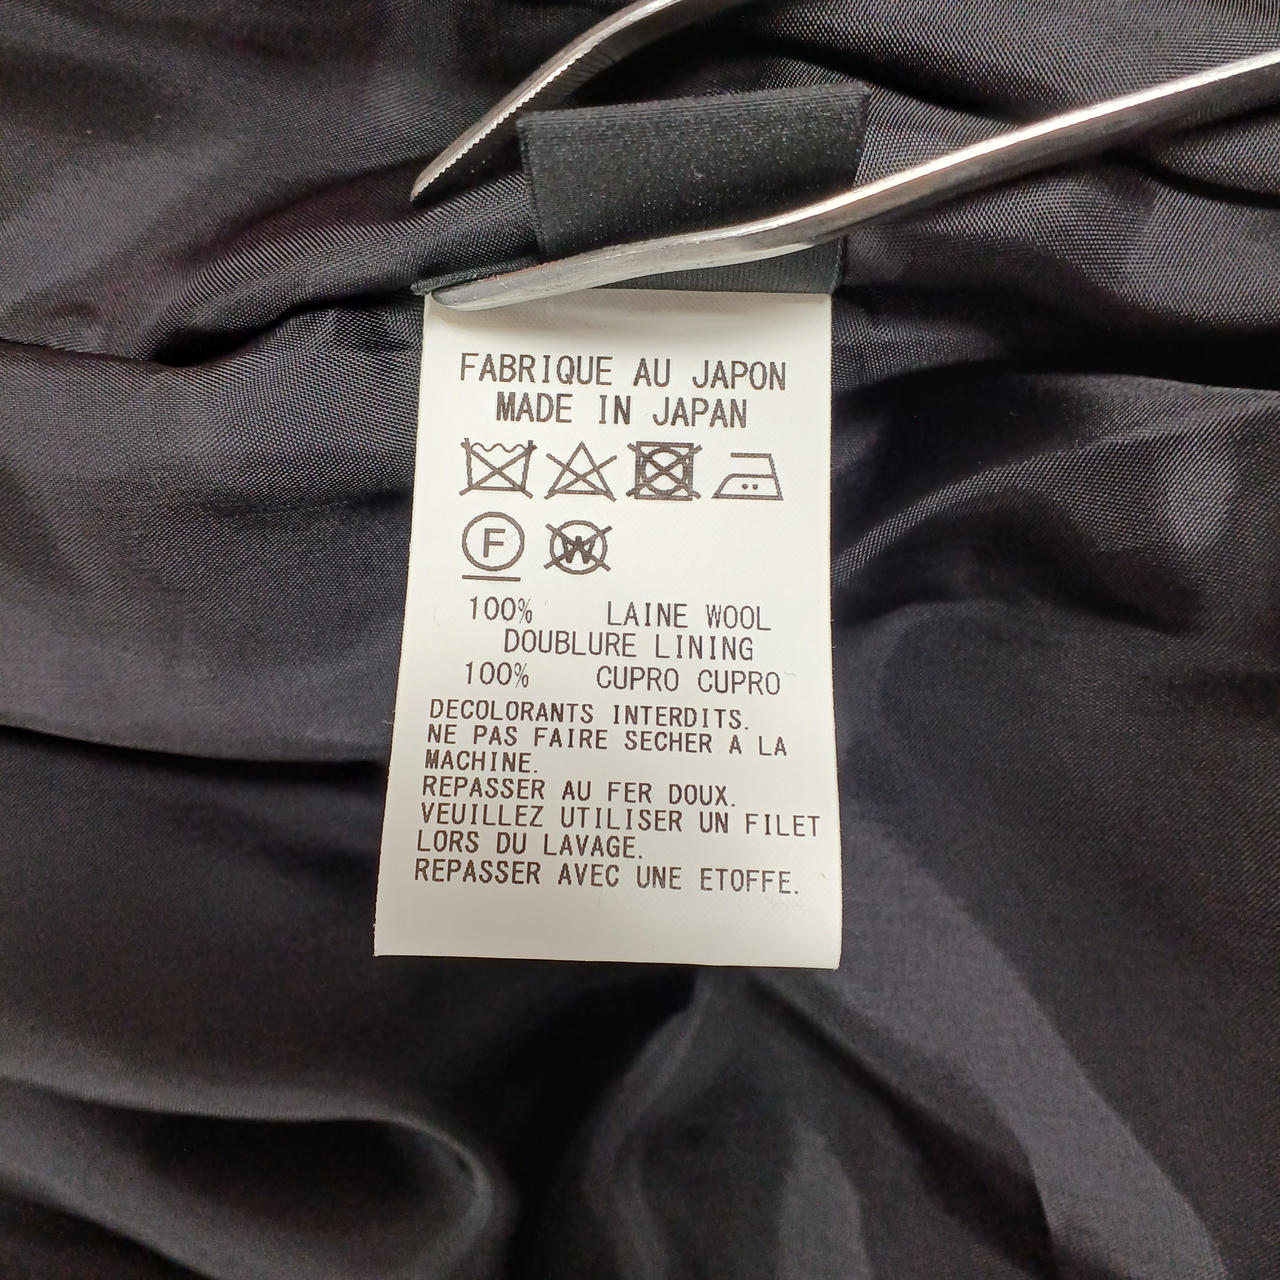 FABRIQUE AU JAPON
MADE IN JAPAN
F W
100% LAINE WOOL
DOUBLURE LINING
100% CUPRO CUPRO
DECOLORANTS INTERDITS.
NE PAS FAIRE SECHER A LA
MACHINE.
REPASSER AU FER DOUX.
VEUILLEZ UTILISER UN FILET
LORS DU LAVAGE.
REPASSER AVEC UNE ETOFFE.